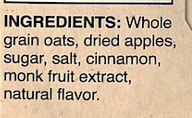 INGREDIENTS: Whole
grain oats, dried apples,
sugar, salt, cinnamon,
monk fruit extract,
natural flavor.